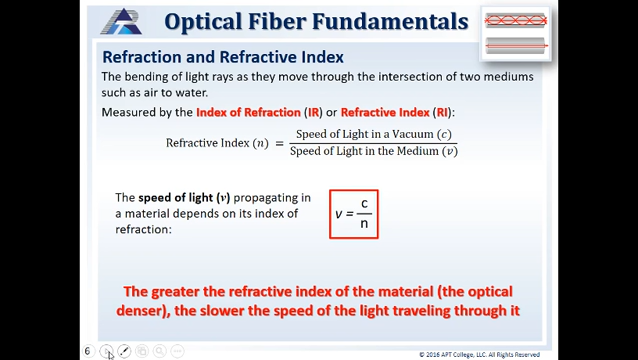 Optical Fiber Fundamentals
Refraction and Refractive Index
The bending of light rays as they move through the intersection of two mediums
such as air to water.
Measured by the Index of Refraction (IR) or Refractive Index (RI):
Refractive Index (n) = Speed of Light in a Vacuum (c)
Speed of Light in the Medium (v)
The speed of light (v) propagating in
a material depends on its index of
refraction:
v = c
n
The greater the refractive index of the material (the optical
denser), the slower the speed of the light traveling through it
6
© 2016 APT College, LLC / All Rights Reserved